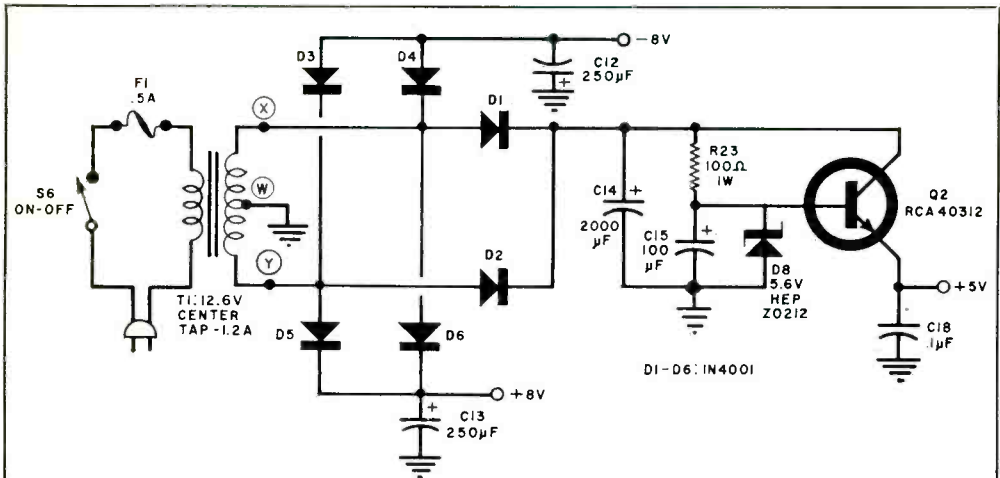 F1
.5A
S6
ON-OFF
T1:12.6V
CENTER
TAP-1.2A
X
W
Y
D3
D4
-8V
C12
250µF
+
D1
D2
D5
D6
+8V
+
C13
250µF
C14
+
2000
µF
R23
100Ω
1W
+
C15
100
µF
D8
5.6V
HEP
Z0212
Q2
RCA 40312
+5V
C18
.1µF
D1-D6:1N4001